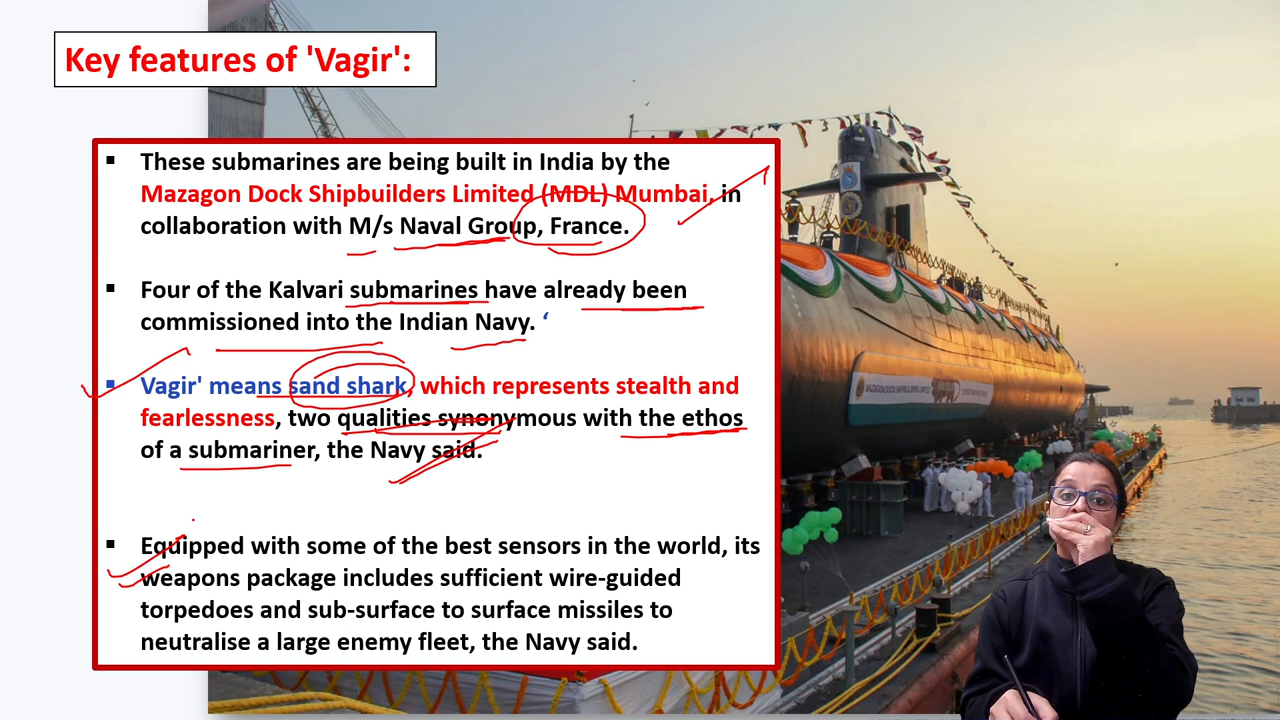 Key features of 'Vagir':
▪ These submarines are being built in India by the
Mazagon Dock Shipbuilders Limited (MDL) Mumbai, in
collaboration with M/s Naval Group, France.
▪ Four of the Kalvari submarines have already been
commissioned into the Indian Navy. ‘
▪ Vagir' means sand shark, which represents stealth and
fearlessness, two qualities synonymous with the ethos
of a submariner, the Navy said.
▪ Equipped with some of the best sensors in the world, its
weapons package includes sufficient wire-guided
torpedoes and sub-surface to surface missiles to
neutralise a large enemy fleet, the Navy said.
MAZAGON DOCK SHIPBUILDERS LIMITED